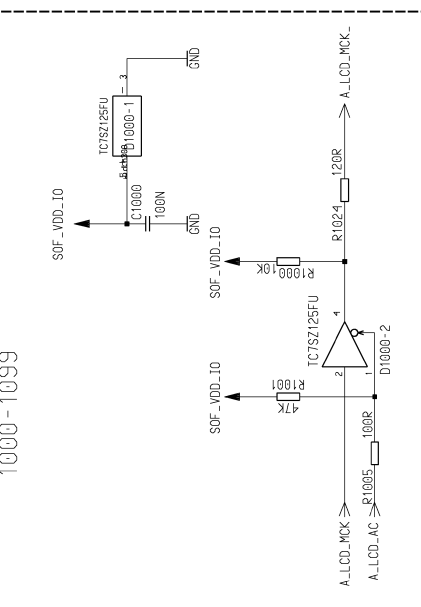 1000-1099
SOF_VDD_IO
C1000
100N
GND
TC7SZ125FU
D1000-1
3
GND
SOF_VDD_IO
R1001
47K
SOF_VDD_IO
R1000
10K
A_LCD_MCK
A_LCD_AC
R1005
100R
2
1
TC7SZ125FU
D1000-2
4
R1024
120R
A_LCD_MCK_